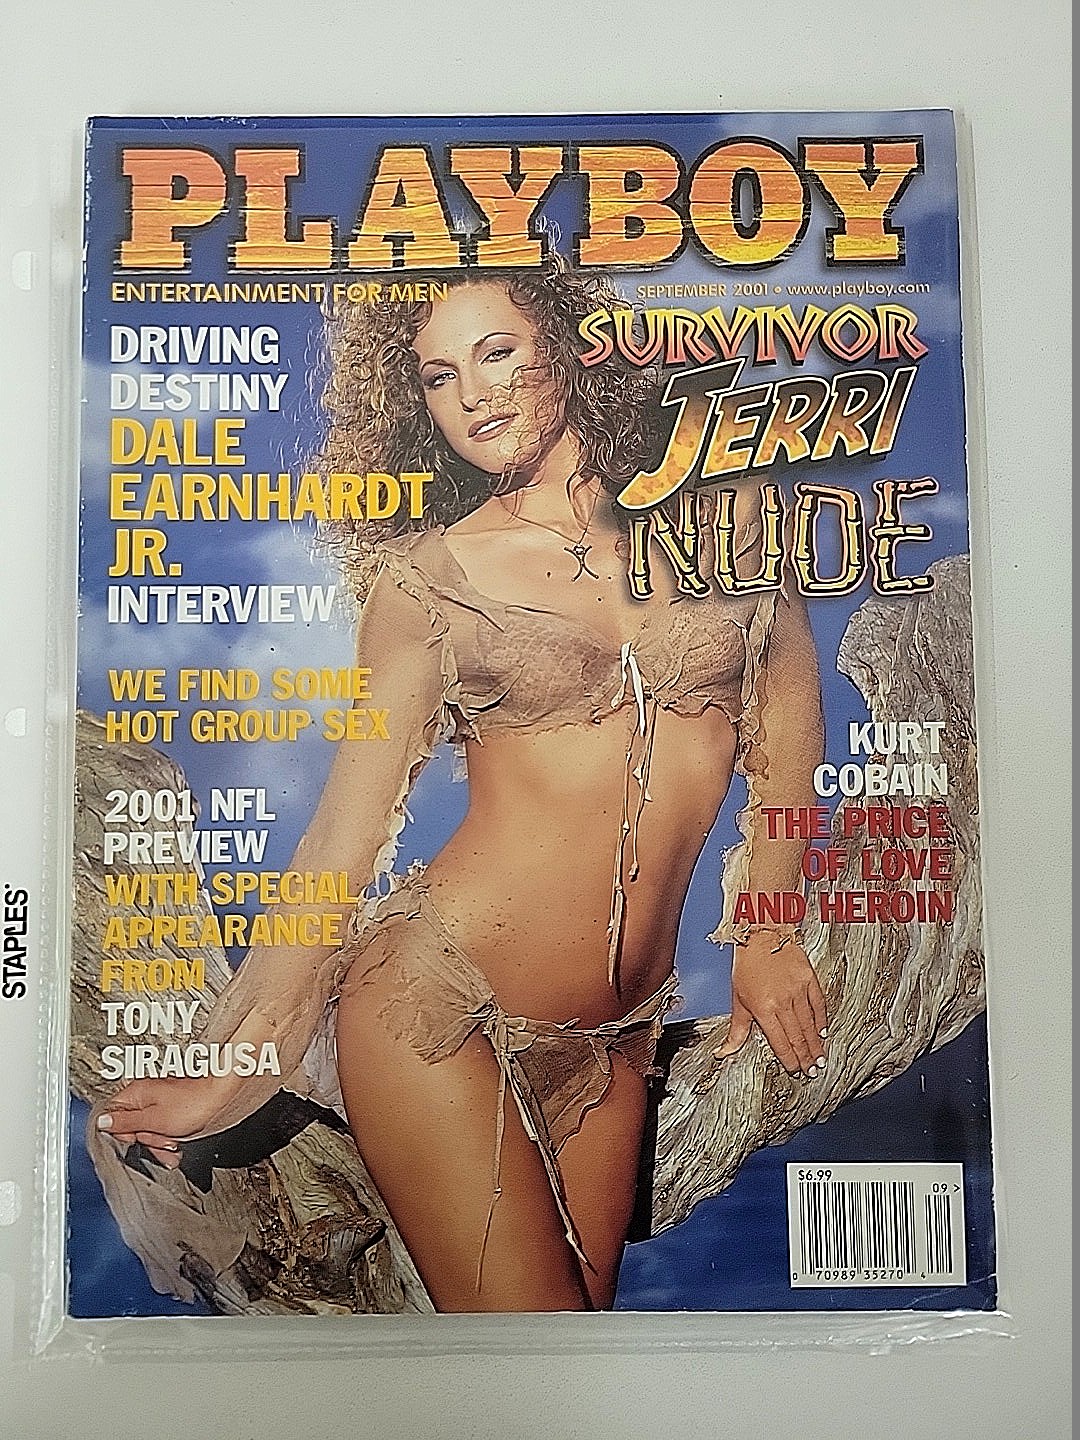 PLAYBOY
ENTERTAINMENT FOR MEN
SEPTEMBER 2001 • www.playboy.com
SURVIVOR
JERRI
NUDE
DRIVING
DESTINY
DALE
EARNHARDT
JR.
INTERVIEW
WE FIND SOME
HOT GROUP SEX
2001 NFL
PREVIEW
WITH SPECIAL
APPEARANCE
FROM
TONY
SIRAGUSA
KURT
COBAIN
THE PRICE
OF LOVE
AND HEROIN
$6.99
09 >
0 70989 35270 4
STAPLES